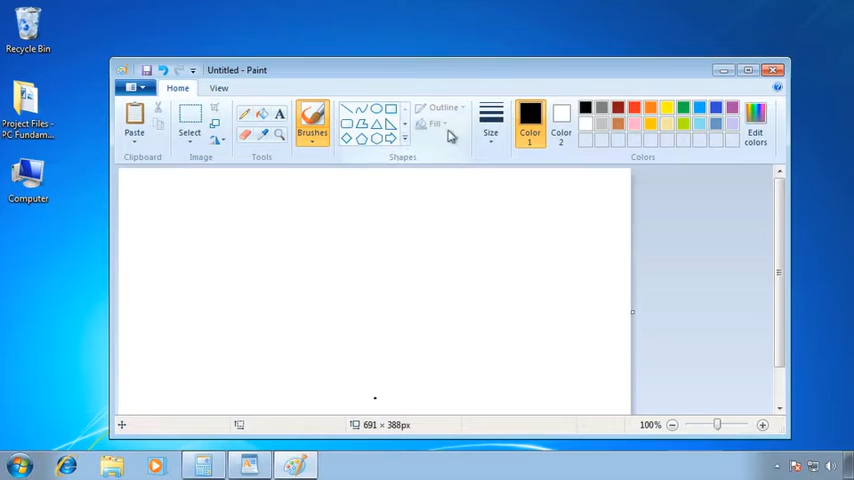 Recycle Bin
Project Files -
PC Fundam...
Computer
Untitled - Paint
Home
View
Paste
Select
A
Brushes
Outline
Fill
Size
Color
1
Color
2
Edit
colors
Clipboard
Image
Tools
Shapes
Colors
691 × 388px
100%